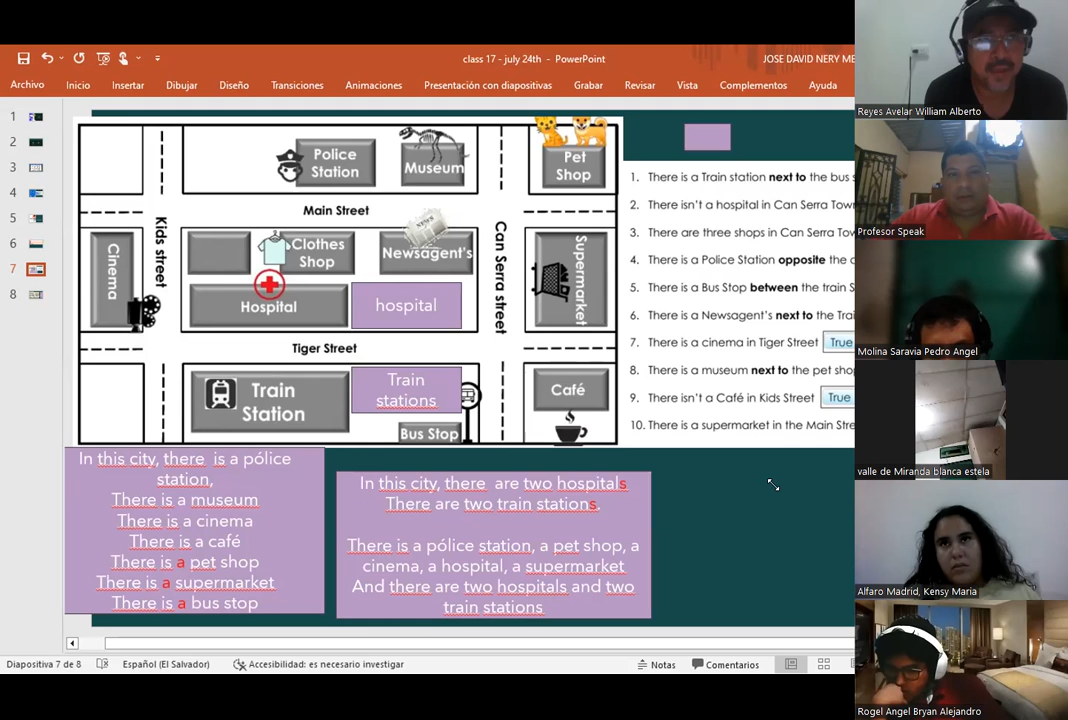 class 17 - july 24th - PowerPoint
JOSE DAVID NERY ME
Archivo Inicio Insertar Dibujar Diseño Transiciones Animaciones Presentación con diapositivas Grabar Revisar Vista Complementos Ayuda
1
2
3
4
5
6
7
8
Police
Station
Museum
Pet
Shop
Main Street
Kids street
Cinema
Clothes
Shop
NEWS
Newsagent's
Can Serra street
Supermarket
Hospital
hospital
Tiger Street
Train
Station
Train
stations
Bus Stop
Café
1. There is a Train station next to the bus s
2. There isn't a hospital in Can Serra Tow
3. There are three shops in Can Serra Tov
4. There is a Police Station opposite the c
5. There is a Bus Stop between the train S
6. There is a Newsagent's next to the Trai
7. There is a cinema in Tiger Street True
8. There is a museum next to the pet sho
9. There isn't a Café in Kids Street True
10. There is a supermarket in the Main Stre
In this city, there is a pólice
station,
There is a museum
There is a cinema
There is a café
There is a pet shop
There is a supermarket
There is a bus stop
In this city, there are two hospitals
There are two train stations.
There is a pólice station, a pet shop, a
cinema, a hospital, a supermarket
And there are two hospitals and two
train stations
Diapositiva 7 de 8 Español (El Salvador) Accesibilidad: es necesario investigar Notas Comentarios
Reyes Avelar William Alberto
Profesor Speak
Molina Saravia Pedro Angel
valle de Miranda blanca estela
Alfaro Madrid, Kensy Maria
Rogel Angel Bryan Alejandro